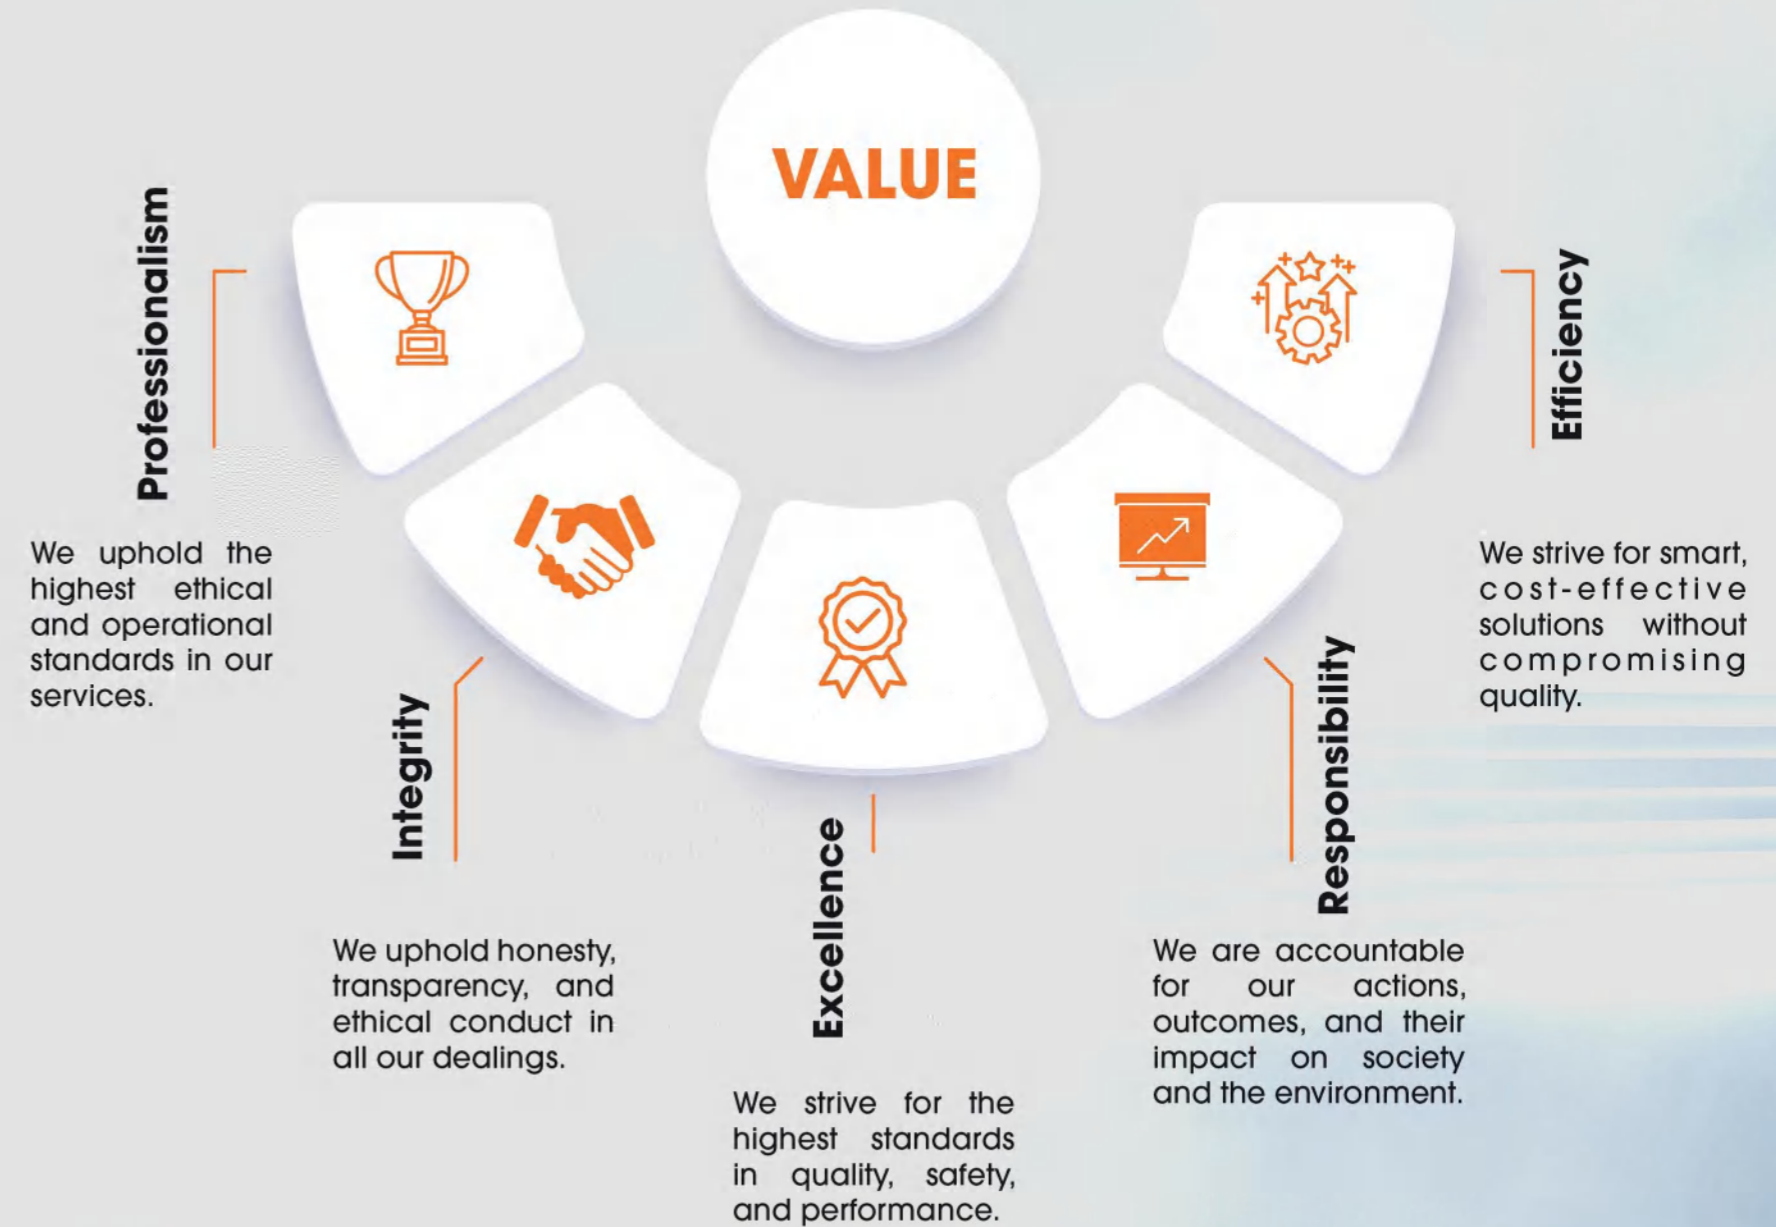 VALUE
Professionalism
We uphold the
highest ethical
and operational
standards in our
services.
Integrity
We uphold honesty,
transparency, and
ethical conduct in
all our dealings.
Excellence
We strive for the
highest standards
in quality, safety,
and performance.
Responsibility
We are accountable
for our actions,
outcomes, and their
impact on society
and the environment.
Efficiency
We strive for smart,
cost-effective
solutions without
compromising
quality.